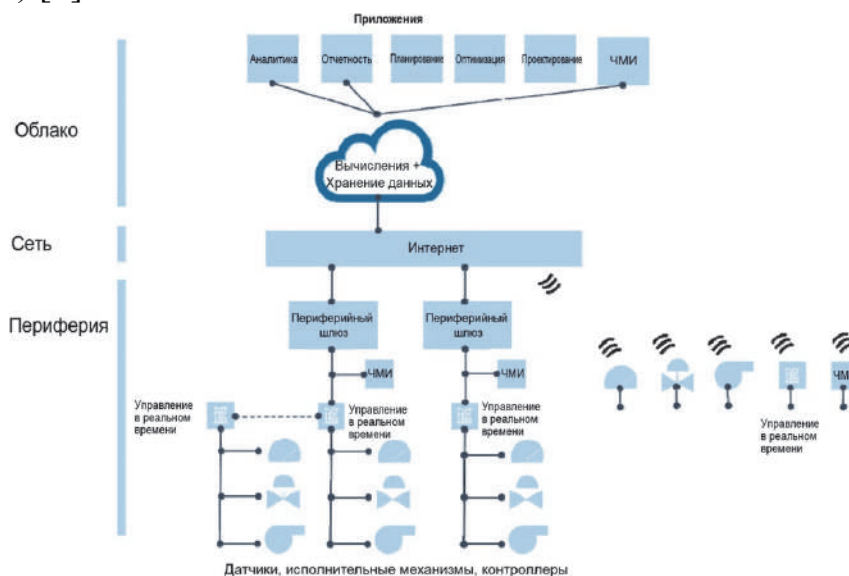 Приложения
Аналитика
Отчетность
Планирование
Оптимизация
Проектирование
ЧМИ
Облако
Вычисления +
Хранение данных
Сеть
Интернет
Периферия
Периферийный
шлюз
Периферийный
шлюз
ЧМИ
ЧМИ
ЧМИ
Управление
в реальном
времени
Управление
в реальном
времени
Управление
в реальном
времени
Управление
в реальном
времени
Датчики, исполнительные механизмы, контроллеры